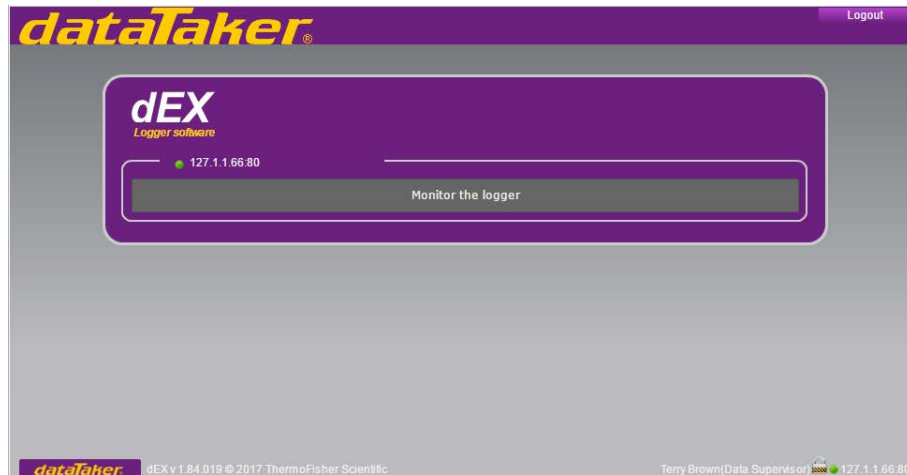 Logout
dataTaker®
dEX
Logger software
127.1.1.66:80
Monitor the logger
dataTaker. dEX v 1.84.019 © 2017 ThermoFisher Scientific Terry Brown(Data Supervisor) 127.1.1.66:80